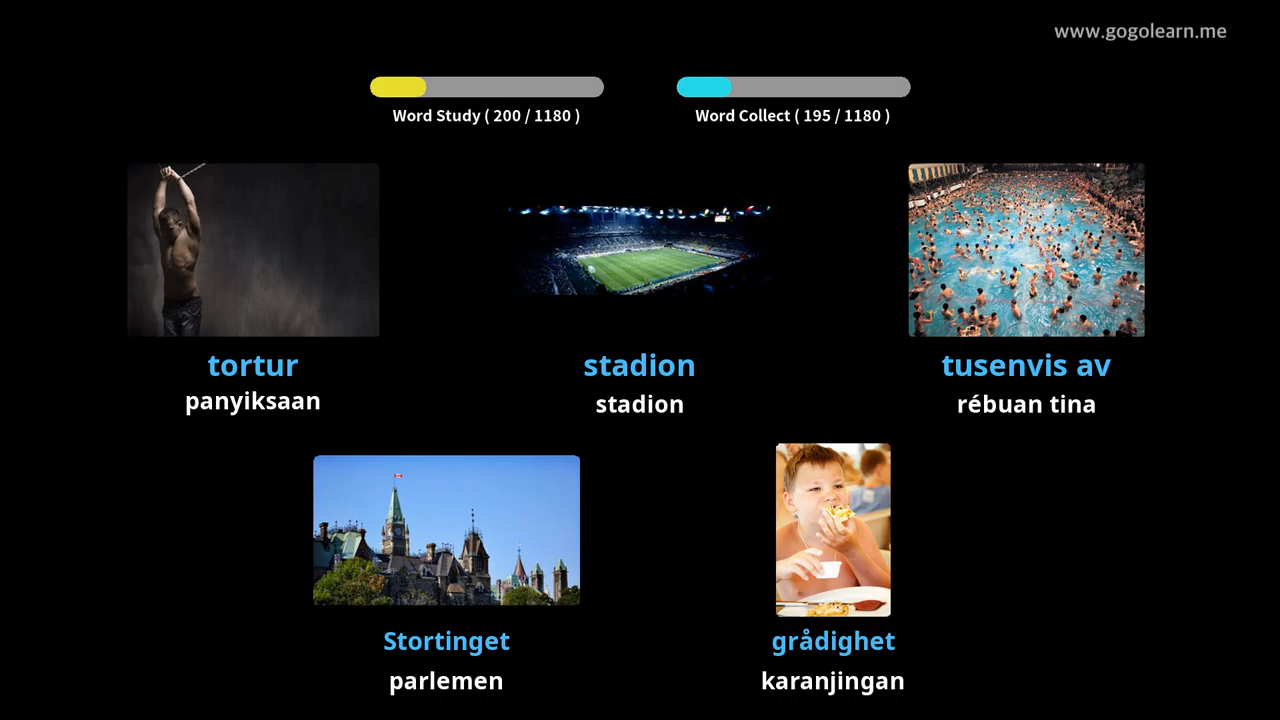 www.gogolearn.me
Word Study ( 200 / 1180 )
Word Collect ( 195 / 1180 )
tortur
panyiksaan
stadion
stadion
tusenvis av
rébuan tina
Stortinget
parlemen
grådighet
karanjingan